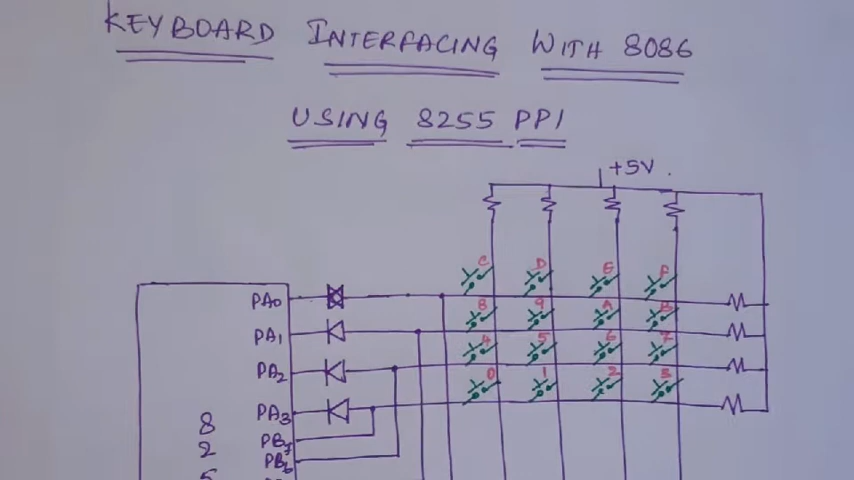 KEYBOARD INTERFACING WITH 8086
USING 8255 PPI
+5V
C D E F
PA0
8 9 A B
PA1
4 5 6 7
PA2
0 1 2 3
PA3
8
PB7
2
PB6
5